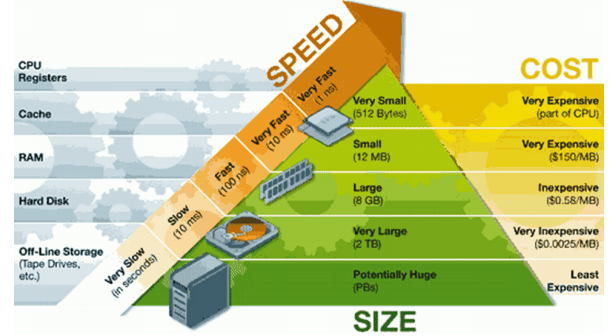 SPEED
COST
CPU
Registers
Very Fast
(1 ns)
Very Small
(512 Bytes)
Very Expensive
(part of CPU)
Cache
Very Fast
(10 ns)
Small
(12 MB)
Very Expensive
($150/MB)
RAM
Fast
(100 ns)
Large
(8 GB)
Inexpensive
($0.58/MB)
Hard Disk
Slow
(10 ms)
Very Large
(2 TB)
Very Inexpensive
($0.0025/MB)
Off-Line Storage
(Tape Drives,
etc.)
Very Slow
(in seconds)
Potentially Huge
(PBs)
Least
Expensive
SIZE